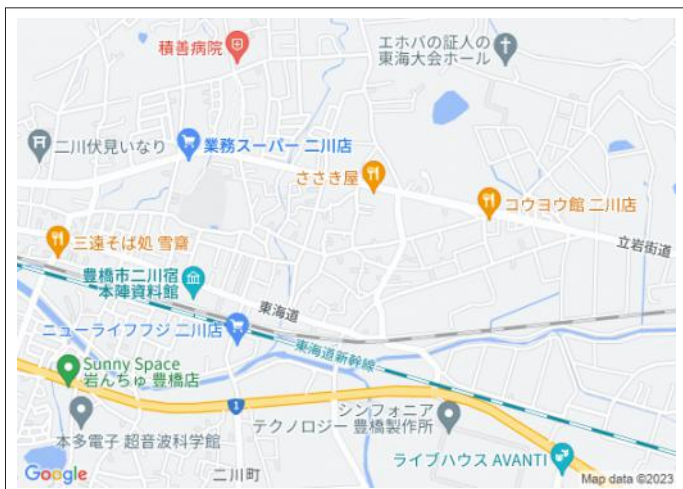 エホバの証人の
東海大会ホール
積善病院
二川伏見いなり
業務スーパー 二川店
ささき屋
コウヨウ館 二川店
立岩街道
三遠そば処 雪窻
豊橋市二川宿
本陣資料館
東海道
ニューライフフジ 二川店
東海道新幹線
Sunny Space
岩んちゅ 豊橋店
1
シンフォニア
テクノロジー 豊橋製作所
本多電子 超音波科学館
ライブハウス AVANTI
二川町
Google
Map data ©2023